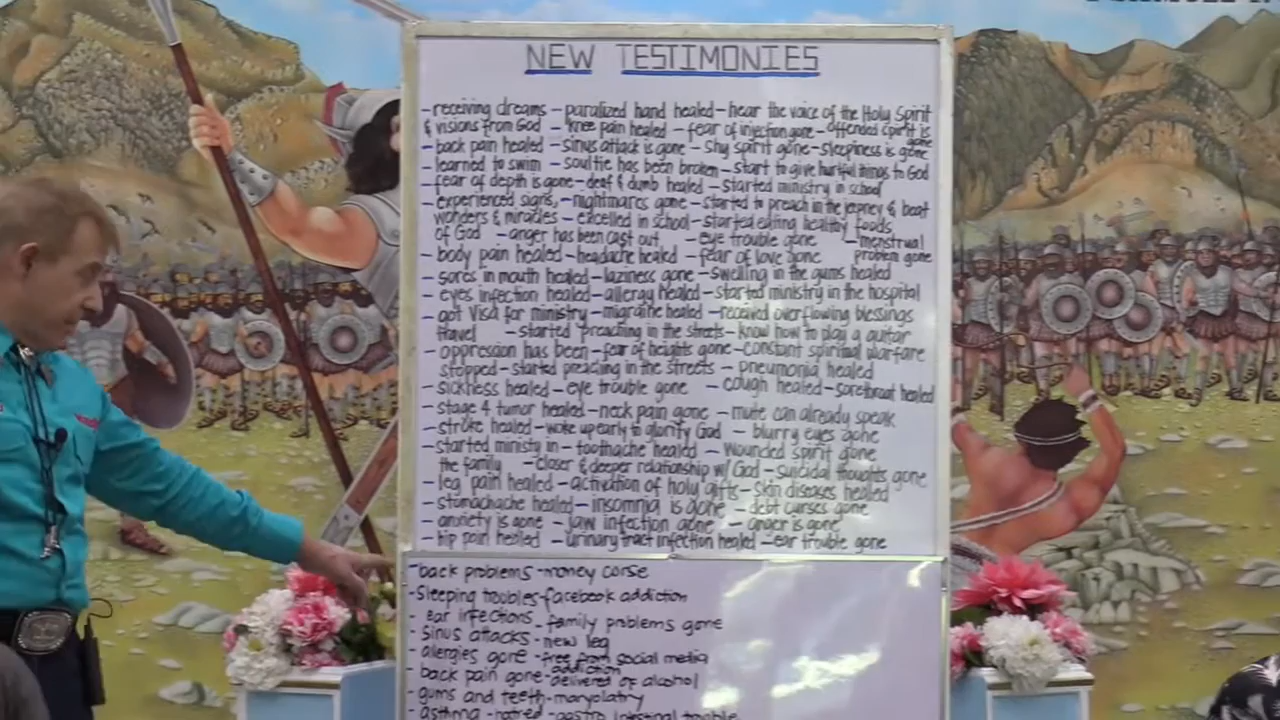 NEW TESTIMONIES
- receiving dreams - paralized hand healed - hear the voice of the Holy Spirit
& visions from God - knee pain healed - fear of injection gone - offended spirit is gone
- back pain healed - sinus attack is gone - shy spirit gone - sleepiness is gone
- learned to swim - soul tie has been broken - start to give hurtful things to God
- fear of depth is gone - deaf & dumb healed - started ministry in school
- experienced signs, - nightmares gone - started to preach in the jeepney & boat
wonders & miracles - excelled in school - started eating healthy foods
of God - anger has been cast out - eye trouble gone - menstrual problem gone
- body pain healed - headache healed - fear of love gone
- sores in mouth healed - laziness gone - swelling in the gums healed
- eyes infection healed - allergy healed - started ministry in the hospital
- got Visa for ministry - migraine healed - received overflowing blessings
travel - started preaching in the streets - know how to play a guitar
- oppression has been - fear of heights gone - constant spiritual warfare
stopped - started preaching in the streets - pneumonia healed
- sickness healed - eye trouble gone - cough healed - sorethroat healed
- stage 4 tumor healed - neck pain gone - mute can already speak
- stroke healed - woke up early to glorify God - blurry eyes gone
- started ministry in - toothache healed - wounded spirit gone
the family - closer & deeper relationship w/ God - suicidal thoughts gone
- leg pain healed - activation of holy gifts - skin diseases healed
- stomachache healed - insomnia is gone - debt curses gone
- anxiety is gone - jaw infection gone - anger is gone
- hip pain healed - urinary tract infection healed - ear trouble gone
- back problems - money corse
- Sleeping troubles - facebook addiction
- Ear infections - family problems gone
- Sinus attacks - new leg
- allergies gone - free from social media addiction
- back pain gone - delivered of alcohol
- gums and teeth - maryolatry
- asthma - hatred - gastro intestinal trouble